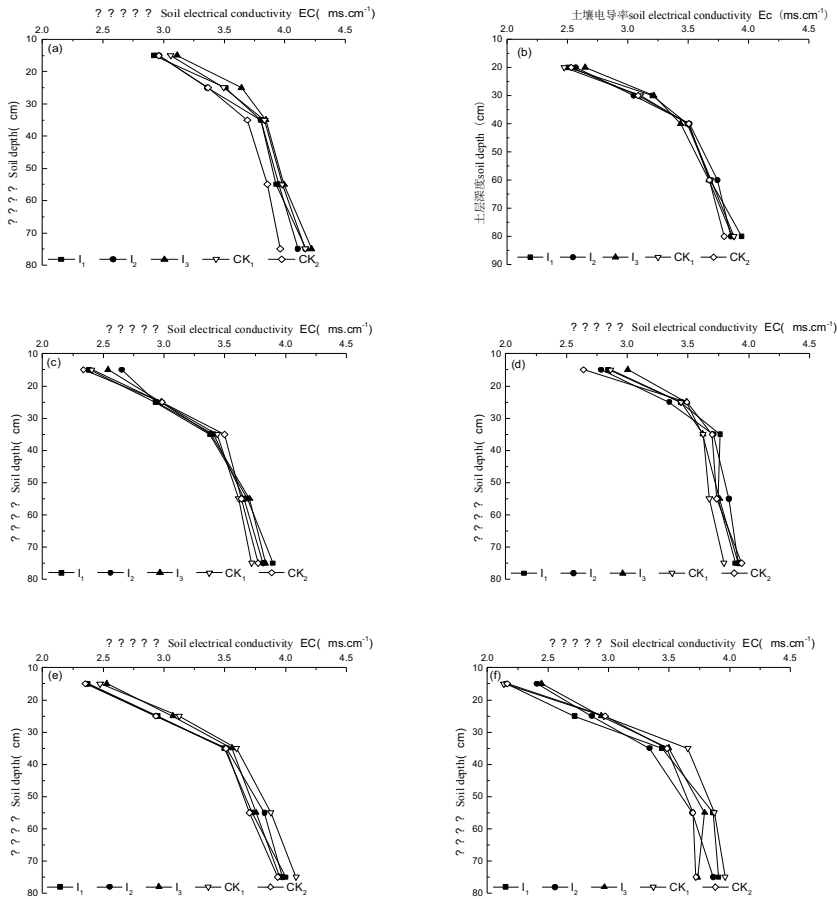 ? ? ? ? ? Soil electrical conductivity EC( ms.cm-1)
2.0 2.5 3.0 3.5 4.0 4.5
(a)
10
20
30
40
50
60
70
80
? ? ? ? Soil depth( cm)
I1 I2 I3 CK1 CK2
土壤电导率soil electrical conductivity Ec (ms.cm-1)
2.0 2.5 3.0 3.5 4.0 4.5
(b)
10
20
30
40
50
60
70
80
90
土层深度soil depth (cm)
I1 I2 I3 CK1 CK2
? ? ? ? ? Soil electrical conductivity EC( ms.cm-1)
2.0 2.5 3.0 3.5 4.0 4.5
(c)
10
20
30
40
50
60
70
80
? ? ? ? Soil depth( cm)
I1 I2 I3 CK1 CK2
? ? ? ? ? Soil electrical conductivity EC( ms.cm-1)
2.0 2.5 3.0 3.5 4.0 4.5
(d)
10
20
30
40
50
60
70
80
? ? ? ? Soil depth( cm)
I1 I2 I3 CK1 CK2
? ? ? ? ? Soil electrical conductivity EC( ms.cm-1)
2.0 2.5 3.0 3.5 4.0 4.5
(e)
10
20
30
40
50
60
70
80
? ? ? ? Soil depth( cm)
I1 I2 I3 CK1 CK2
? ? ? ? ? Soil electrical conductivity EC( ms.cm-1)
2.0 2.5 3.0 3.5 4.0 4.5
(f)
10
20
30
40
50
60
70
80
? ? ? ? Soil depth( cm)
I1 I2 I3 CK1 CK2